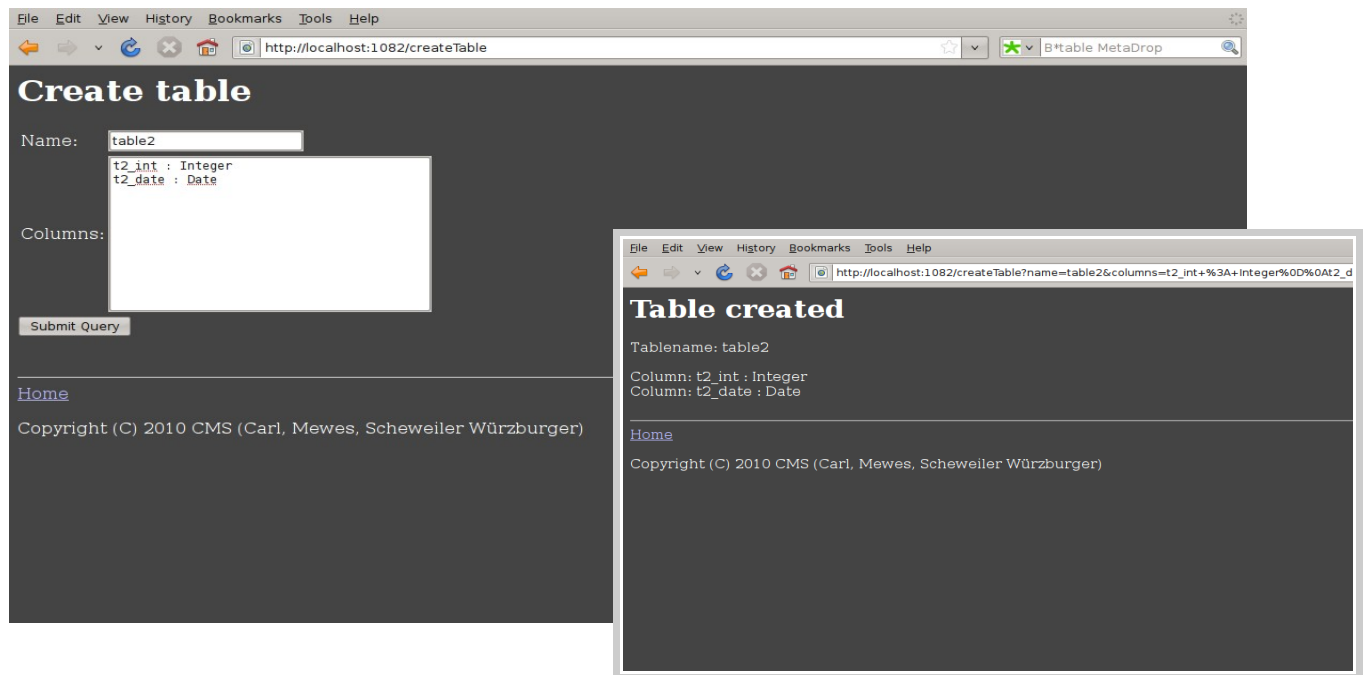 File Edit View History Bookmarks Tools Help
http://localhost:1082/createTable
B*table MetaDrop
Create table
Name: table2
Columns:
t2_int : Integer
t2_date : Date
Submit Query
Home
Copyright (C) 2010 CMS (Carl, Mewes, Scheweiler Würzburger)
File Edit View History Bookmarks Tools Help
http://localhost:1082/createTable?name=table2&columns=t2_int+%3A+Integer%0D%0At2_d
Table created
Tablename: table2
Column: t2_int : Integer
Column: t2_date : Date
Home
Copyright (C) 2010 CMS (Carl, Mewes, Scheweiler Würzburger)